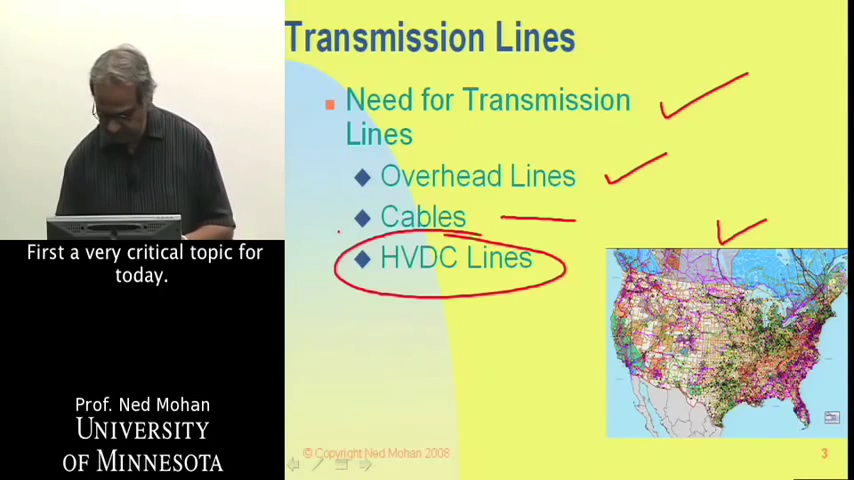 Transmission Lines
Need for Transmission
Lines
Overhead Lines
Cables
HVDC Lines
First a very critical topic for
today.
Prof. Ned Mohan
UNIVERSITY
OF MINNESOTA
© Copyright Ned Mohan 2008
3